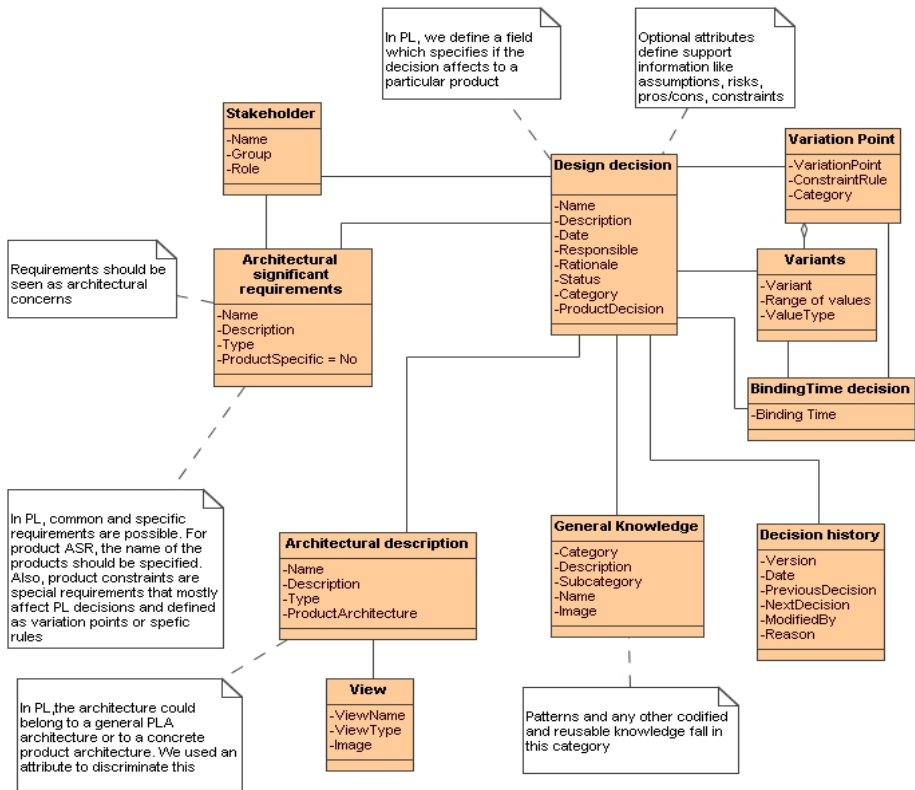 In PL, we define a field
which specifies if the
decision affects to a
particular product
Optional attributes
define support
information like
assumptions, risks,
pros/cons, constraints
Stakeholder
-Name
-Group
-Role
Design decision
-Name
-Description
-Date
-Responsible
-Rationale
-Status
-Category
-ProductDecision
Variation Point
-VariationPoint
-ConstraintRule
-Category
Requirements should be
seen as architectural
concerns
Architectural
significant
requirements
-Name
-Description
-Type
-ProductSpecific = No
Variants
-Variant
-Range of values
-ValueType
BindingTime decision
-Binding Time
In PL, common and specific
requirements are possible. For
product ASR, the name of the
products should be specified.
Also, product constraints are
special requirements that mostly
affect PL decisions and defined
as variation points or spefic
rules
Architectural description
-Name
-Description
-Type
-ProductArchitecture
General Knowledge
-Category
-Description
-Subcategory
-Name
-Image
Decision history
-Version
-Date
-PreviousDecision
-NextDecision
-ModifiedBy
-Reason
In PL,the architecture could
belong to a general PLA
architecture or to a concrete
product architecture. We used an
attribute to discriminate this
View
-ViewName
-ViewType
-Image
Patterns and any other codified
and reusable knowledge fall in
this category